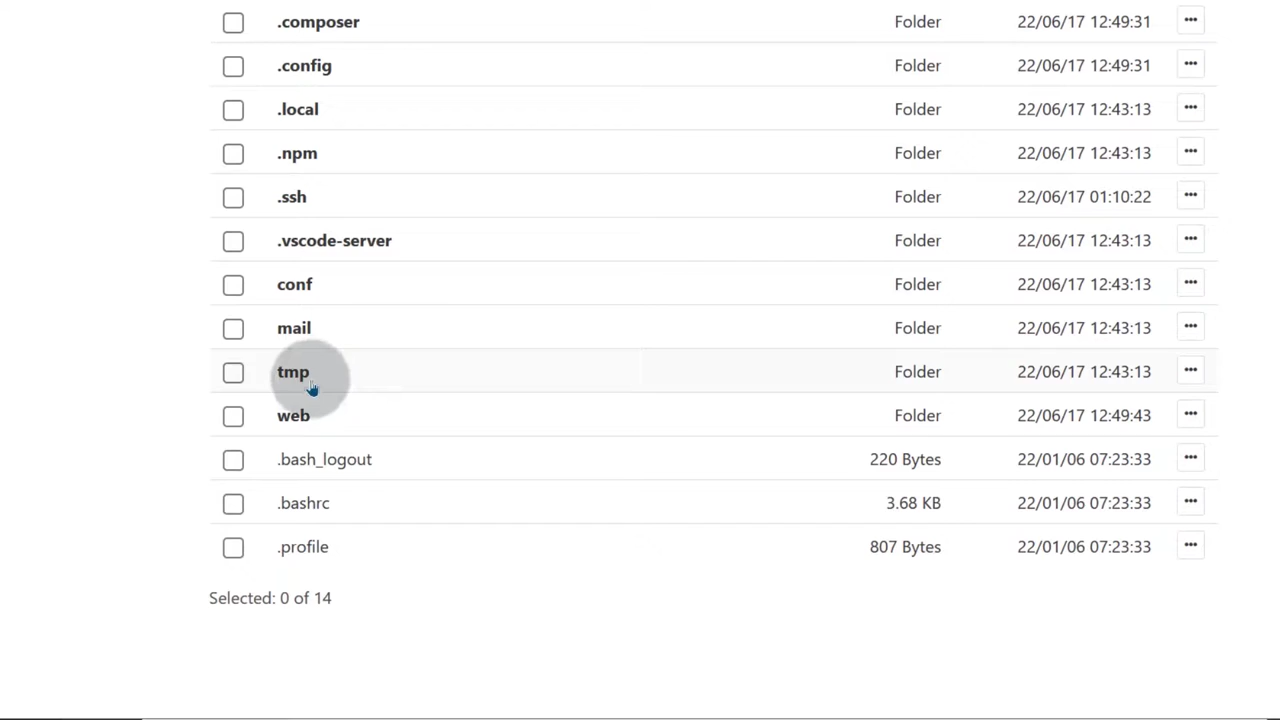 .composer Folder 22/06/17 12:49:31 •••
.config Folder 22/06/17 12:49:31 •••
.local Folder 22/06/17 12:43:13 •••
.npm Folder 22/06/17 12:43:13 •••
.ssh Folder 22/06/17 01:10:22 •••
.vscode-server Folder 22/06/17 12:43:13 •••
conf Folder 22/06/17 12:43:13 •••
mail Folder 22/06/17 12:43:13 •••
tmp Folder 22/06/17 12:43:13 •••
web Folder 22/06/17 12:49:43 •••
.bash_logout 220 Bytes 22/01/06 07:23:33 •••
.bashrc 3.68 KB 22/01/06 07:23:33 •••
.profile 807 Bytes 22/01/06 07:23:33 •••
Selected: 0 of 14